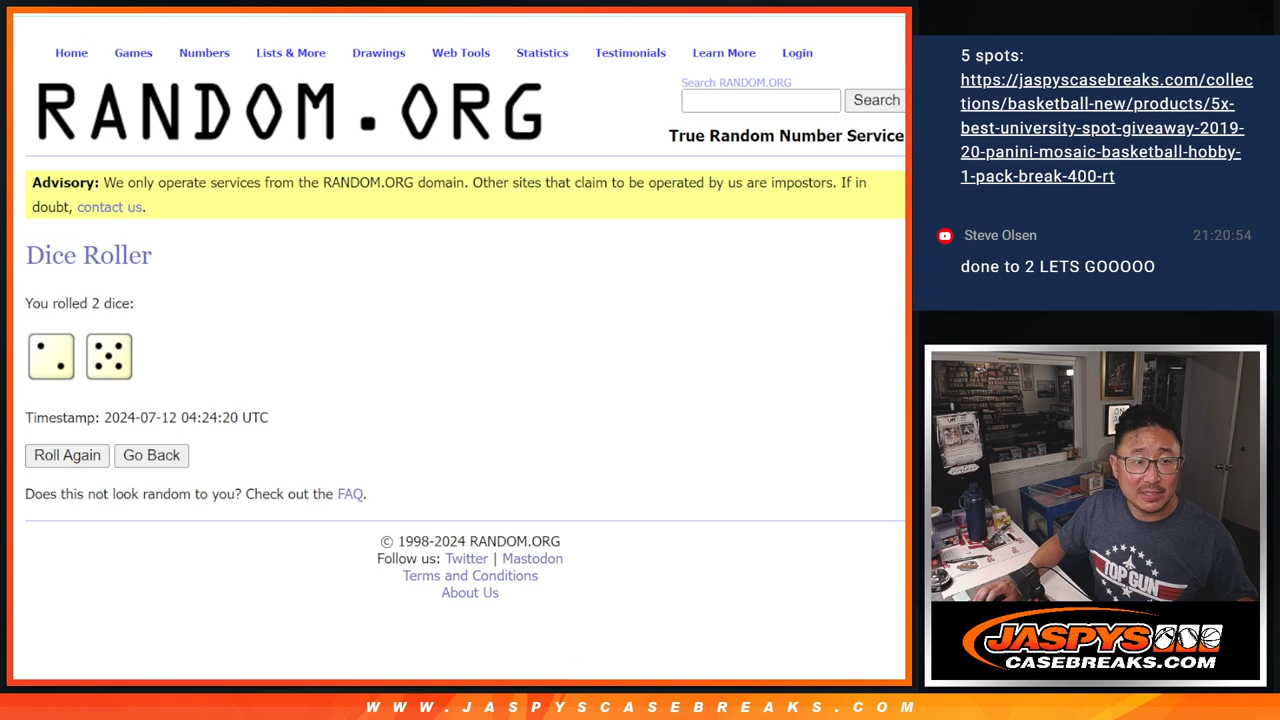 Home Games Numbers Lists & More Drawings Web Tools Statistics Testimonials Learn More Login
RANDOM.ORG
Search RANDOM.ORG
Search
True Random Number Service
Advisory: We only operate services from the RANDOM.ORG domain. Other sites that claim to be operated by us are impostors. If in
doubt, contact us.
Dice Roller
You rolled 2 dice:
Timestamp: 2024-07-12 04:24:20 UTC
Roll Again Go Back
Does this not look random to you? Check out the FAQ.
© 1998-2024 RANDOM.ORG
Follow us: Twitter | Mastodon
Terms and Conditions
About Us
5 spots:
https://jaspyscasebreaks.com/collec
tions/basketball-new/products/5x-
best-university-spot-giveaway-2019-
20-panini-mosaic-basketball-hobby-
1-pack-break-400-rt
Steve Olsen 21:20:54
done to 2 LETS GOOOOO
TOP GUN
JASPYS
CASEBREAKS.COM
WWW.JASPYSCASEBREAKS.COM